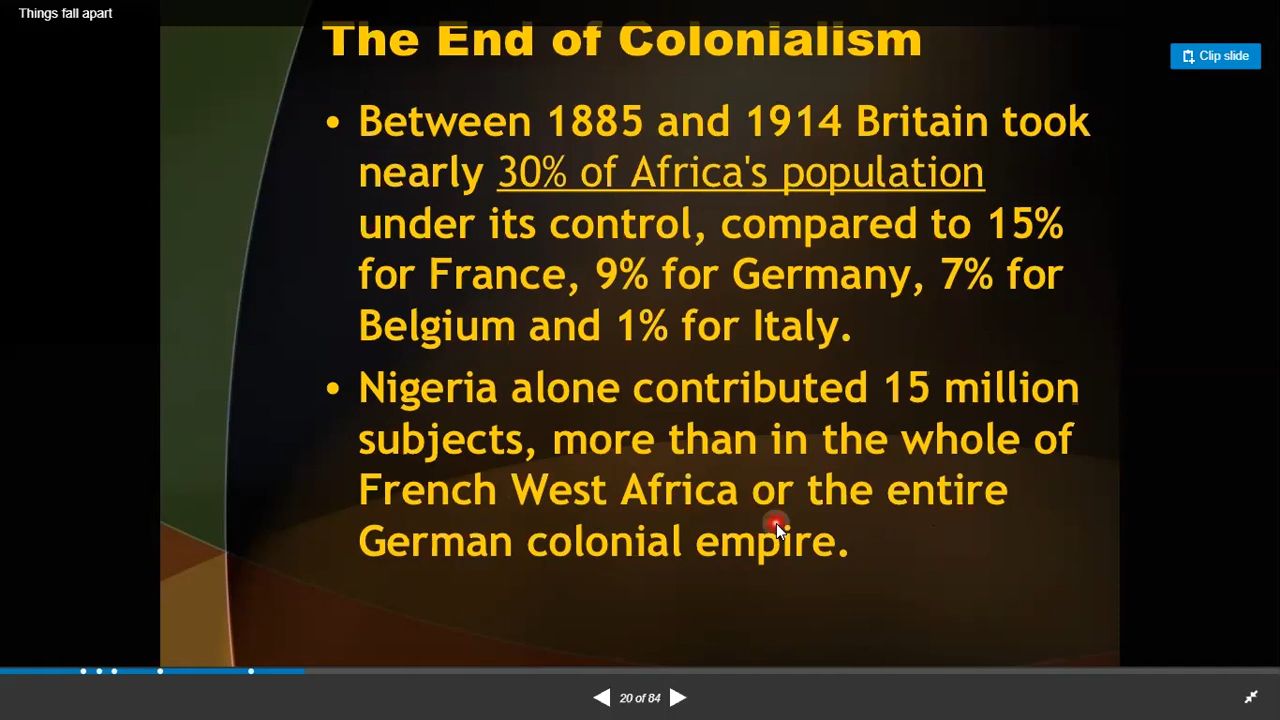 Things fall apart
The End of Colonialism
Clip slide
• Between 1885 and 1914 Britain took
nearly 30% of Africa's population
under its control, compared to 15%
for France, 9% for Germany, 7% for
Belgium and 1% for Italy.
• Nigeria alone contributed 15 million
subjects, more than in the whole of
French West Africa or the entire
German colonial empire.
20 of 84